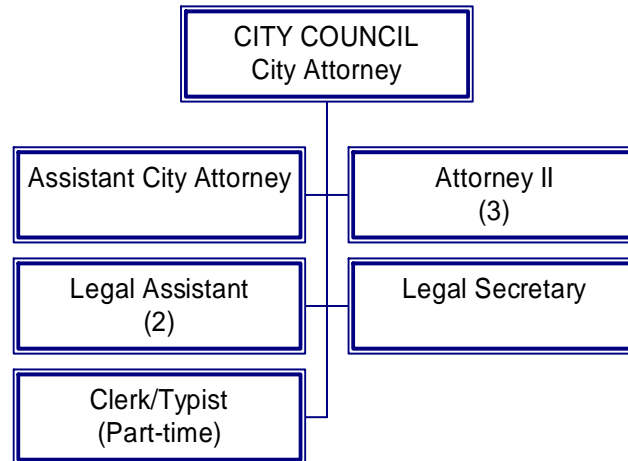 CITY COUNCIL
City Attorney
Assistant City Attorney
Attorney II
(3)
Legal Assistant
(2)
Legal Secretary
Clerk/Typist
(Part-time)